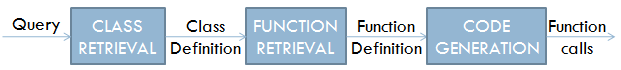 Query
CLASS
RETRIEVAL
Class
Definition
FUNCTION
RETRIEVAL
Function
Definition
CODE
GENERATION
Function
calls